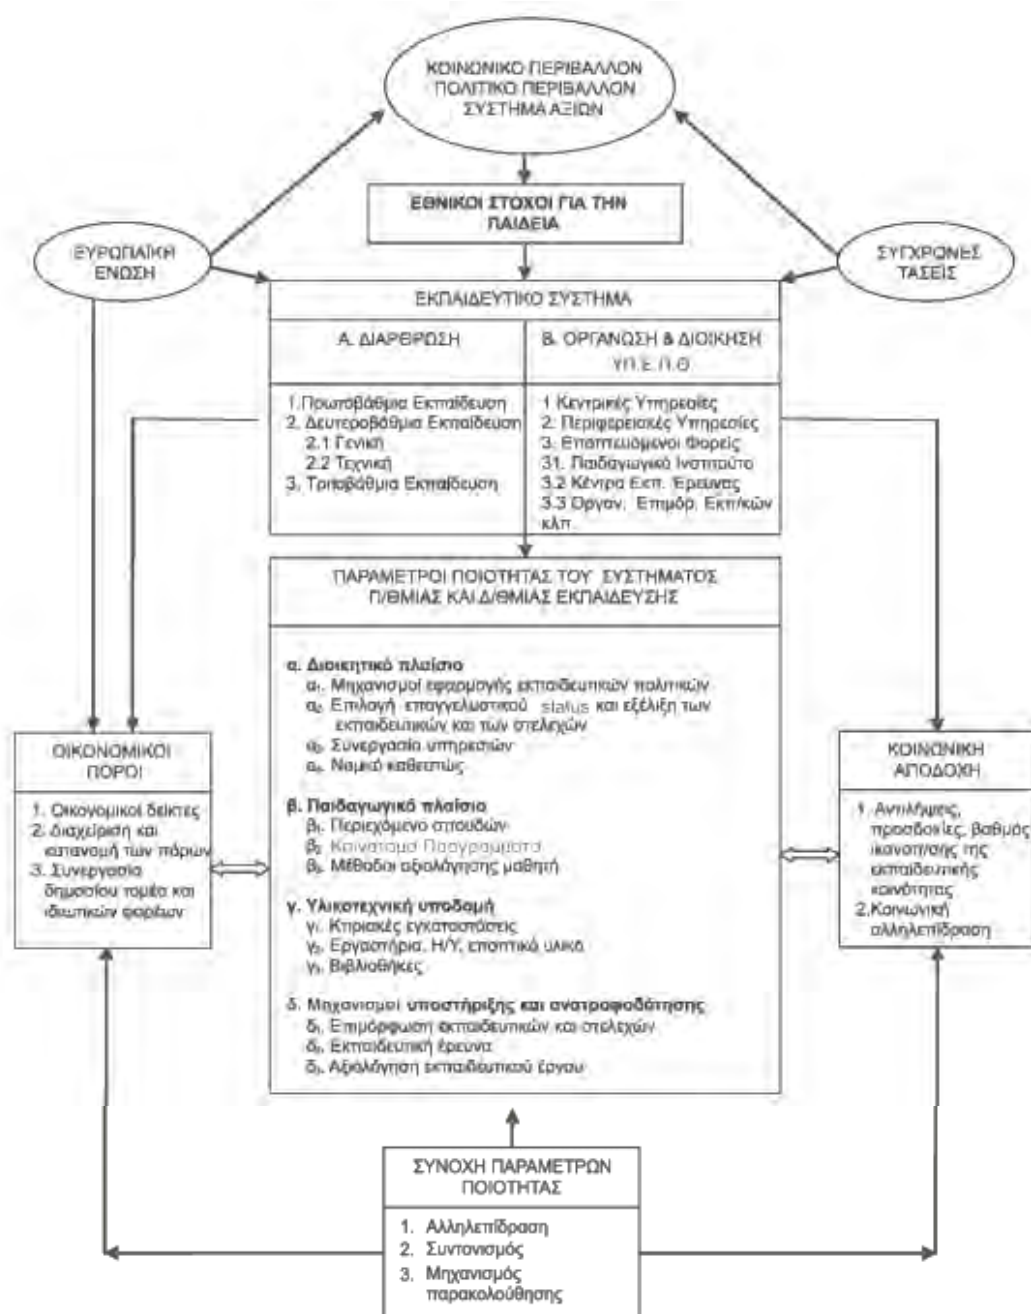 ΚΟΙΝΩΝΙΚΟ ΠΕΡΙΒΑΛΛΟΝ
ΠΟΛΙΤΙΚΟ ΠΕΡΙΒΑΛΛΟΝ
ΣΥΣΤΗΜΑ ΑΞΙΩΝ
ΕΘΝΙΚΟΙ ΣΤΟΧΟΙ ΓΙΑ ΤΗΝ
ΠΑΙΔΕΙΑ
ΕΥΡΩΠΑΪΚΗ
ΕΝΩΣΗ
ΣΥΓΧΡΟΝΕΣ
ΤΑΣΕΙΣ
ΕΚΠΑΙΔΕΥΤΙΚΟ ΣΥΣΤΗΜΑ
Α. ΔΙΑΡΘΡΩΣΗ
1.Πρωτοβάθμια Εκπαίδευση
2. Δευτεροβάθμια Εκπαίδευση
2.1 Γενική
2.2 Τεχνική
3. Τριτοβάθμια Εκπαίδευση
Β. ΟΡΓΑΝΩΣΗ & ΔΙΟΙΚΗΣΗ
ΥΠ.Ε.Π.Θ
1 Κεντρικές Υπηρεσίες
2. Περιφερειακές Υπηρεσίες
3. Εποπτευόμενοι Φορείς
31. Παιδαγωγικό Ινστιτούτο
3.2 Κέντρα Εκπ. Έρευνας
3.3 Οργαν. Επιμόρ. Εκπ/κών
κλπ.
ΠΑΡΑΜΕΤΡΟΙ ΠΟΙΟΤΗΤΑΣ ΤΟΥ ΣΥΣΤΗΜΑΤΟΣ
Π/ΘΜΙΑΣ ΚΑΙ Δ/ΘΜΙΑΣ ΕΚΠΑΙΔΕΥΣΗΣ
α. Διοικητικό πλαίσιο
α₁. Μηχανισμοί εφαρμογής εκπαιδευτικών πολιτικών
α₂. Επιλογή επαγγελματικού status και εξέλιξη των
εκπαιδευτικών και των στελεχών
α₃. Συνεργασία υπηρεσιών
α₄. Νομικό καθεστώς
β. Παιδαγωγικό πλαίσιο
β₁. Περιεχόμενο σπουδών
β₂ Καινοτόμα Προγράμματα
β₃. Μέθοδοι αξιολόγησης μαθητή
γ. Υλικοτεχνική υποδομή
γ₁. Κτιριακές εγκαταστάσεις
γ₂. Εργαστήρια, Η/Υ, εποπτικά υλικά
γ₃. Βιβλιοθήκες
δ. Μηχανισμοί υποστήριξης και ανατροφοδότησης
δ₁. Επιμόρφωση εκπαιδευτικών και στελεχών
δ₂. Εκπαιδευτική έρευνα
δ₃. Αξιολόγηση εκπαιδευτικού έργου
ΟΙΚΟΝΟΜΙΚΟΙ
ΠΟΡΟΙ
1. Οικονομικοί δείκτες
2. Διαχείριση και
κατανομή των πόρων
3. Συνεργασία
δημοσίου τομέα και
ιδιωτικών φορέων
ΚΟΙΝΩΝΙΚΗ
ΑΠΟΔΟΧΗ
1. Αντιλήψεις,
προσδοκίες, βαθμός
ικανοπ/σης της
εκπαιδευτικής
κοινότητας
2.Κοινωνική
αλληλεπίδραση
ΣΥΝΟΧΗ ΠΑΡΑΜΕΤΡΩΝ
ΠΟΙΟΤΗΤΑΣ
1. Αλληλεπίδραση
2. Συντονισμός
3. Μηχανισμός
παρακολούθησης